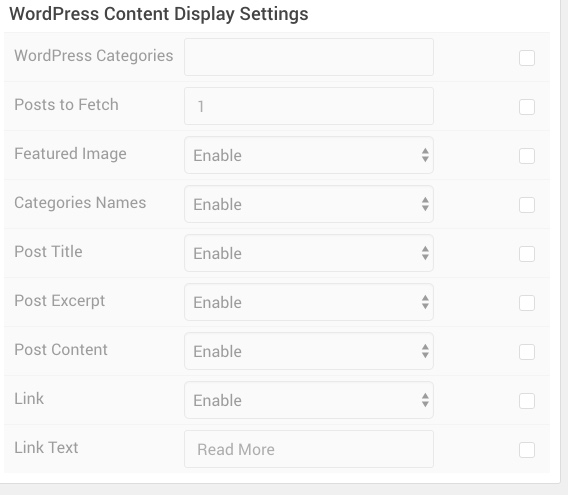 WordPress Content Display Settings
WordPress Categories
Posts to Fetch 1
Featured Image Enable
Categories Names Enable
Post Title Enable
Post Excerpt Enable
Post Content Enable
Link Enable
Link Text Read More